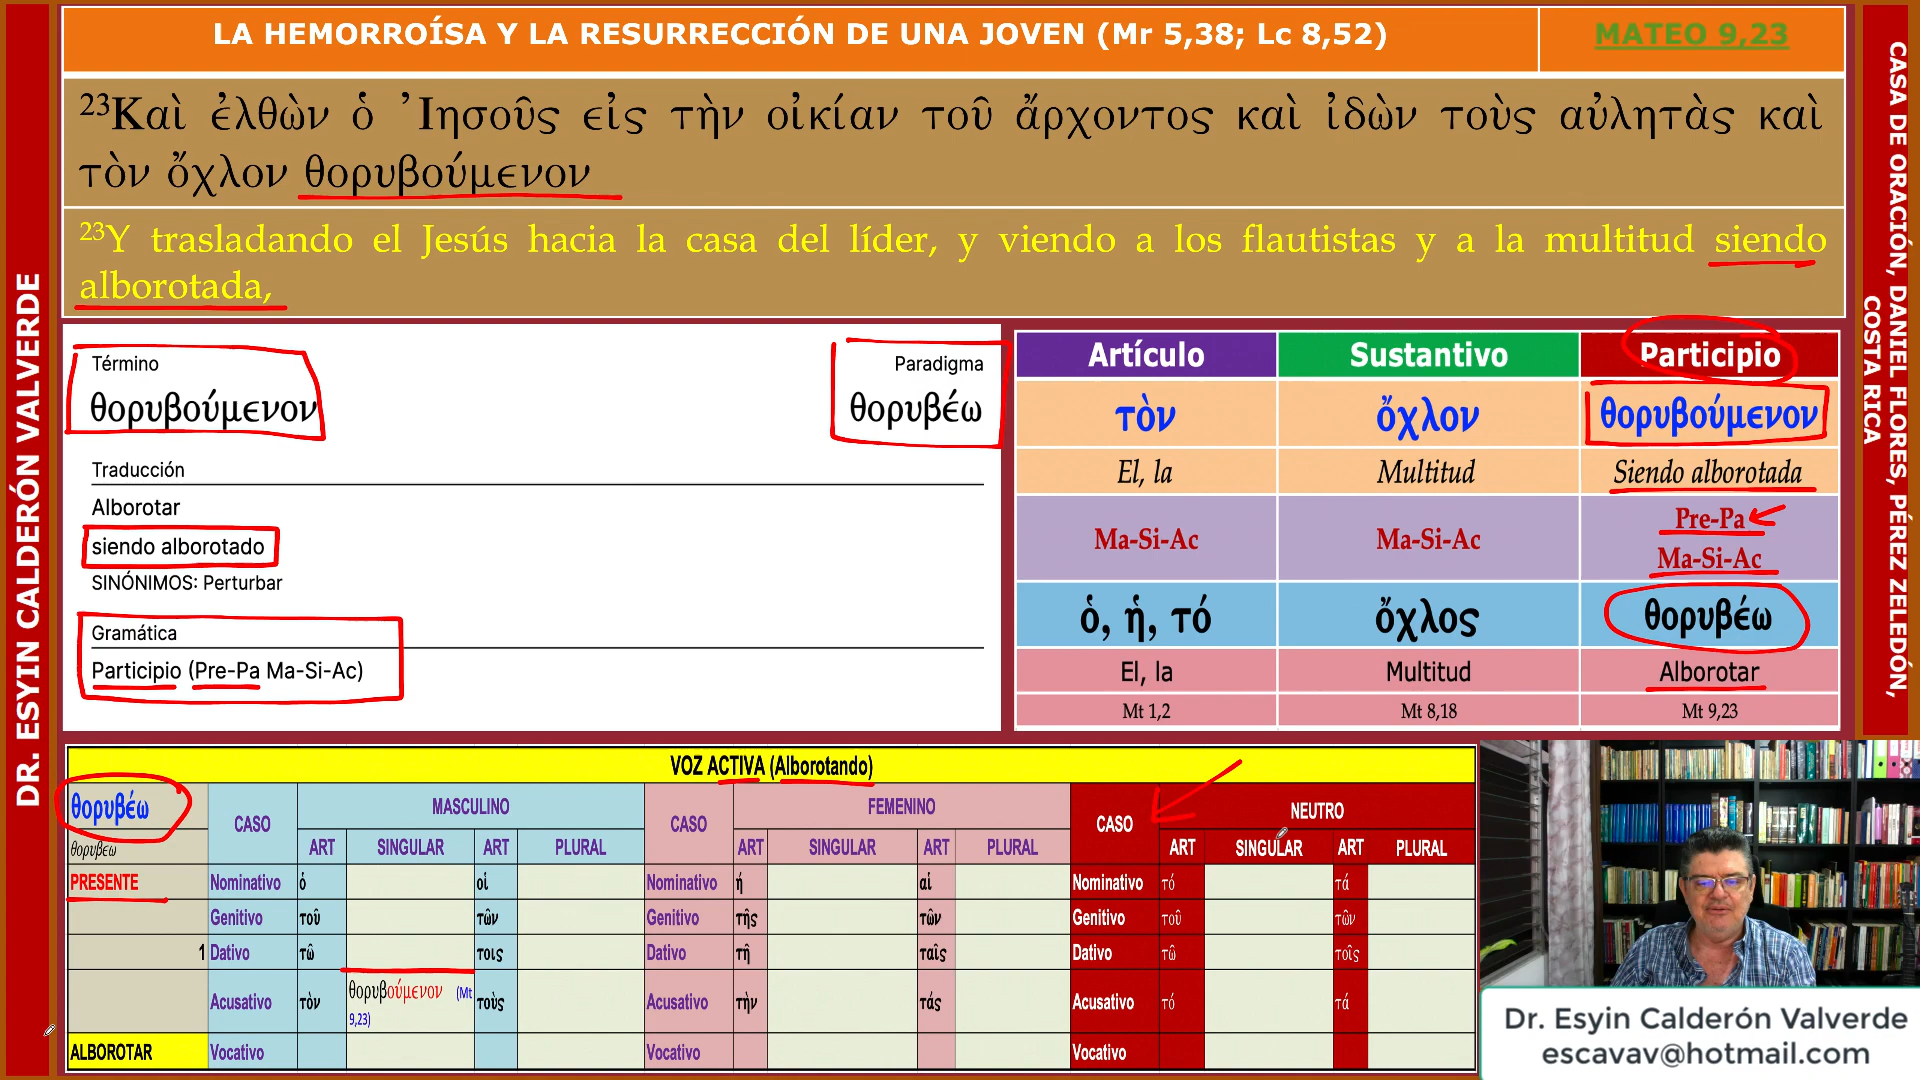 LA HEMORROÍSA Y LA RESURRECCIÓN DE UNA JOVEN (Mr 5,38; Lc 8,52)
MATEO 9,23
²³Καὶ ἐλθὼν ὁ Ἰησοῦς εἰς τὴν οἰκίαν τοῦ ἄρχοντος καὶ ἰδὼν τοὺς αὐλητὰς καὶ
τὸν ὄχλον θορυβούμενον
²³Y trasladando el Jesús hacia la casa del líder, y viendo a los flautistas y a la multitud siendo
alborotada,
DR. ESYIN CALDERÓN VALVERDE
CASA DE ORACIÓN, DANIEL FLORES, PÉREZ ZELEDÓN,
COSTA RICA
Término Paradigma
θορυβούμενον θορυβέω
Traducción
Alborotar
siendo alborotado
SINÓNIMOS: Perturbar
Gramática
Participio (Pre-Pa Ma-Si-Ac)
Artículo Sustantivo Participio
τὸν ὄχλον θορυβούμενον
El, la Multitud Siendo alborotada
Ma-Si-Ac Ma-Si-Ac Pre-Pa
Ma-Si-Ac
ὁ, ἡ, τό ὄχλος θορυβέω
El, la Multitud Alborotar
Mt 1,2 Mt 8,18 Mt 9,23
VOZ ACTIVA (Alborotando)
θορυβέω CASO MASCULINO CASO FEMENINO CASO NEUTRO
θορυβεω ART SINGULAR ART PLURAL ART SINGULAR ART PLURAL ART SINGULAR ART PLURAL
PRESENTE Nominativo ὁ οἱ Nominativo ἡ αἱ Nominativo τό τά
Genitivo τοῦ τῶν Genitivo τῆς τῶν Genitivo τοῦ τῶν
1 Dativo τῶ τοις Dativo τῆ ταῖς Dativo τῶ τοῖς
Acusativo τὸν θορυβούμενον (Mt 9,23) τοὺς Acusativo τὴν τάς Acusativo τό τά
ALBOROTAR Vocativo Vocativo Vocativo
Dr. Esyin Calderón Valverde
escavav@hotmail.com